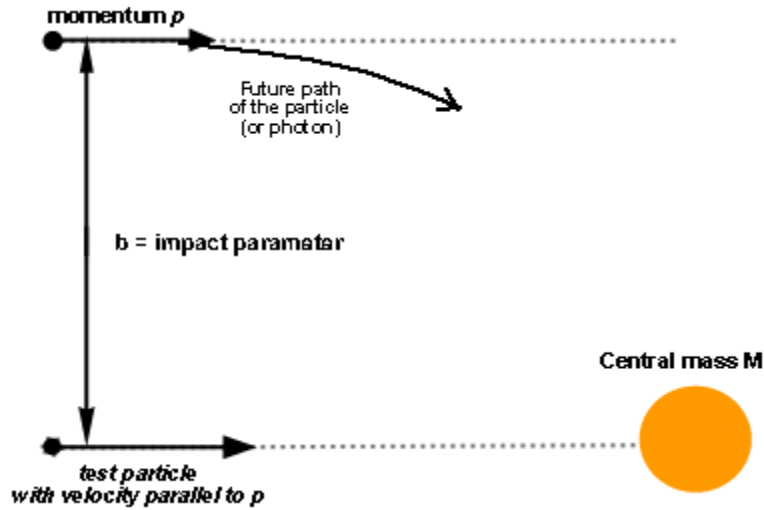 momentum p
Future path
of the particle
(or photon)
b = impact parameter
Central mass M
test particle
with velocity parallel to p